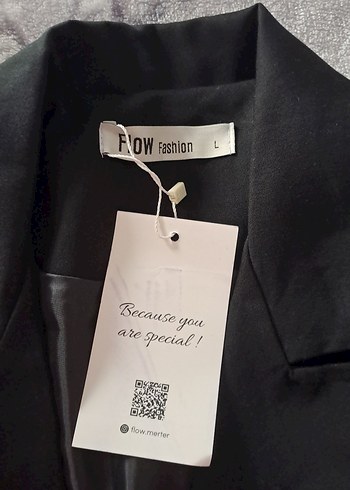 FLOW Fashion L
Because you
are special !
flow.merter